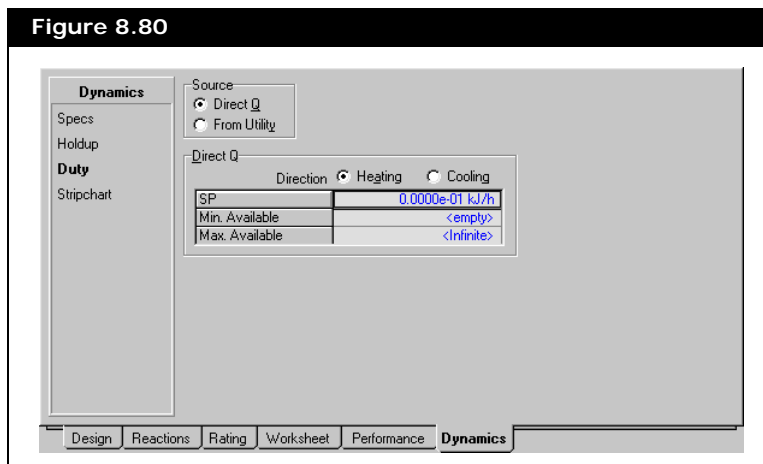 Figure 8.80
Dynamics
Specs
Holdup
Duty
Stripchart
Source
Direct Q
From Utility
Direct Q
Direction Heating Cooling
SP 0.0000e-01 kJ/h
Min. Available <empty>
Max. Available <Infinite>
Design Reactions Rating Worksheet Performance Dynamics